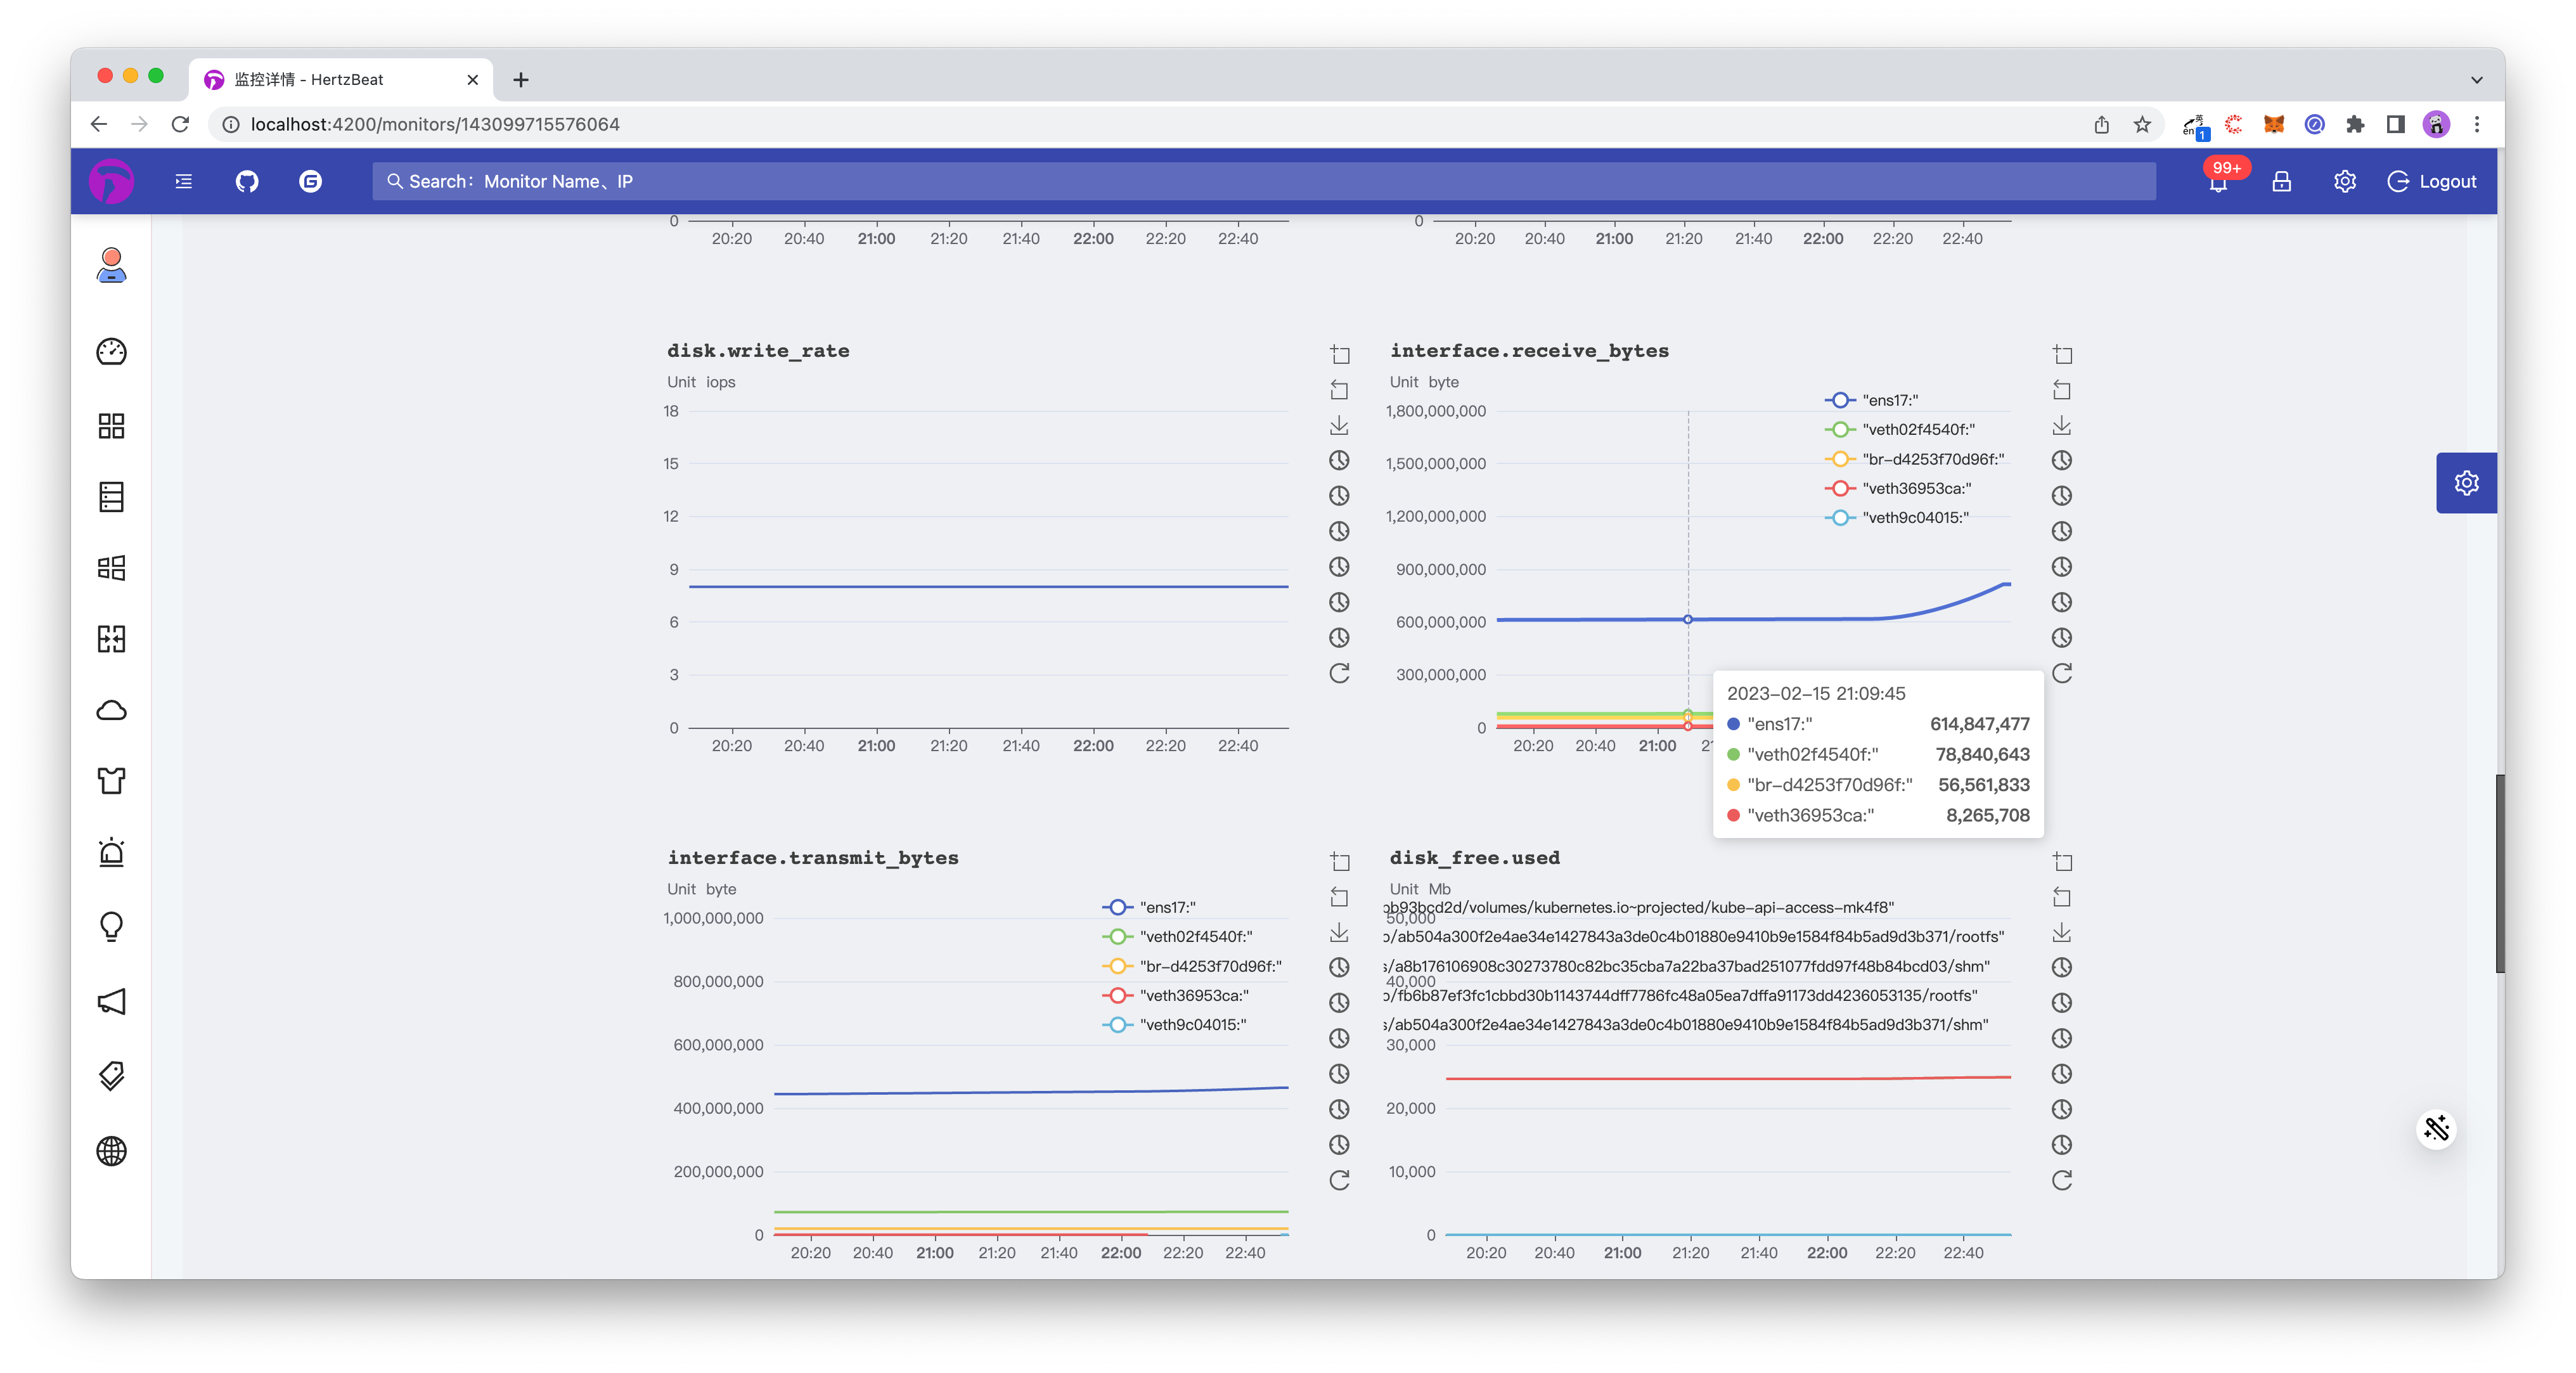 监控详情 - HertzBeat
localhost:4200/monitors/143099715576064
英
en
1
Search：Monitor Name、IP
99+
Logout
0
20:20 20:40 21:00 21:20 21:40 22:00 22:20 22:40
0
20:20 20:40 21:00 21:20 21:40 22:00 22:20 22:40
disk.write_rate
Unit iops
18
15
12
9
6
3
0
20:20 20:40 21:00 21:20 21:40 22:00 22:20 22:40
interface.receive_bytes
Unit byte
"ens17:"
"veth02f4540f:"
"br-d4253f70d96f:"
"veth36953ca:"
"veth9c04015:"
1,800,000,000
1,500,000,000
1,200,000,000
900,000,000
600,000,000
300,000,000
0
20:20 20:40 21:00
2023-02-15 21:09:45
"ens17:" 614,847,477
"veth02f4540f:" 78,840,643
"br-d4253f70d96f:" 56,561,833
"veth36953ca:" 8,265,708
interface.transmit_bytes
Unit byte
"ens17:"
"veth02f4540f:"
"br-d4253f70d96f:"
"veth36953ca:"
"veth9c04015:"
1,000,000,000
800,000,000
600,000,000
400,000,000
200,000,000
0
20:20 20:40 21:00 21:20 21:40 22:00 22:20 22:40
disk_free.used
Unit Mb
b93bcd2d/volumes/kubernetes.io~projected/kube-api-access-mk4f8"
50,000
/ab504a300f2e4ae34e1427843a3de0c4b01880e9410b9e1584f84b5ad9d3b371/rootfs"
/a8b176106908c30273780c82bc35cba7a22ba37bad251077fdd97f48b84bcd03/shm"
40,000
/fb6b87ef3fc1cbbd30b1143744dff7786fc48a05ea7dffa91173dd4236053135/rootfs"
/ab504a300f2e4ae34e1427843a3de0c4b01880e9410b9e1584f84b5ad9d3b371/shm"
30,000
20,000
10,000
0
20:20 20:40 21:00 21:20 21:40 22:00 22:20 22:40